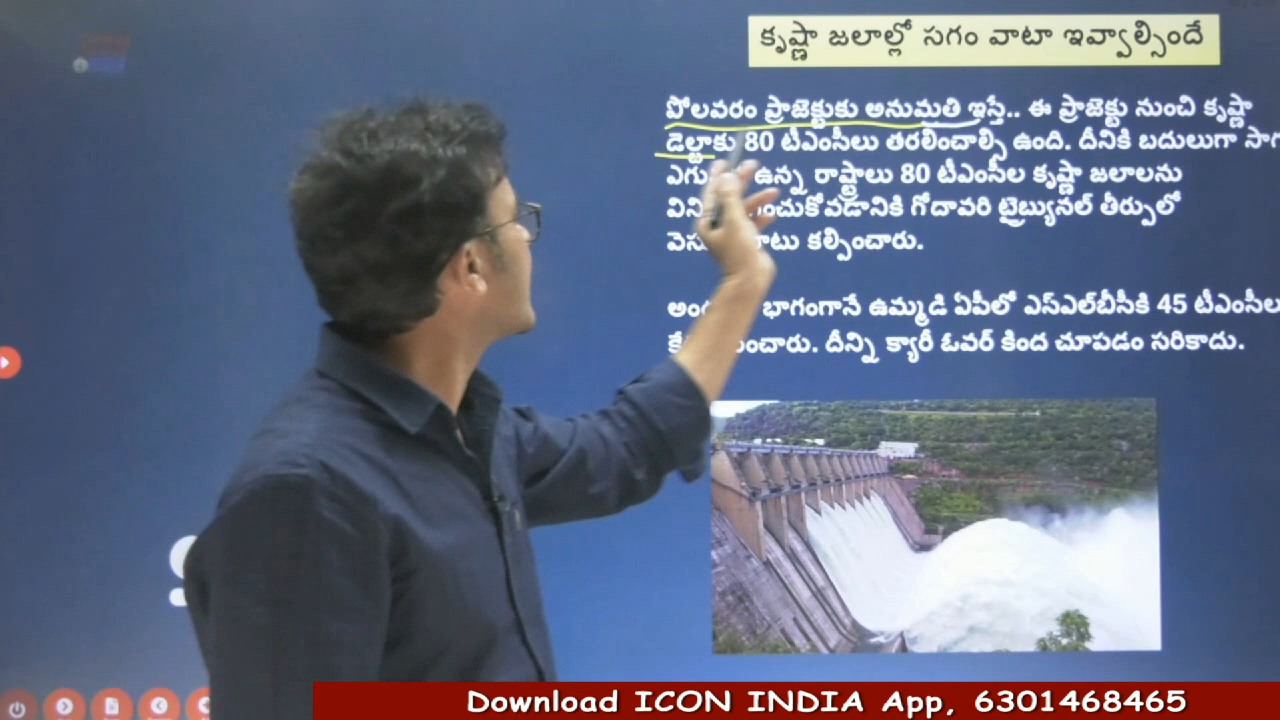 కృష్ణా జలాల్లో సగం వాటా ఇవ్వాల్సిందే
పోలవరం ప్రాజెక్టుకు అనుమతి ఇస్తే.. ఈ ప్రాజెక్టు నుంచి కృష్ణా
డెల్టాకు 80 టీఎంసీలు తరలించాల్సి ఉంది. దీనికి బదులుగా
ఉన్న రాష్ట్రాలు 80 టీఎంసీల కృష్ణా జలాలను
గోదావరి ట్రైబ్యునల్ తీర్పులో
కల్పించారు.
భాగంగానే ఉమ్మడి ఏపీలో ఎస్ఎల్‌బీసీకి 45 టీఎంసీల
దీన్ని క్యారీ ఓవర్ కింద చూపడం సరికాదు.
Download ICON INDIA App, 6301468465